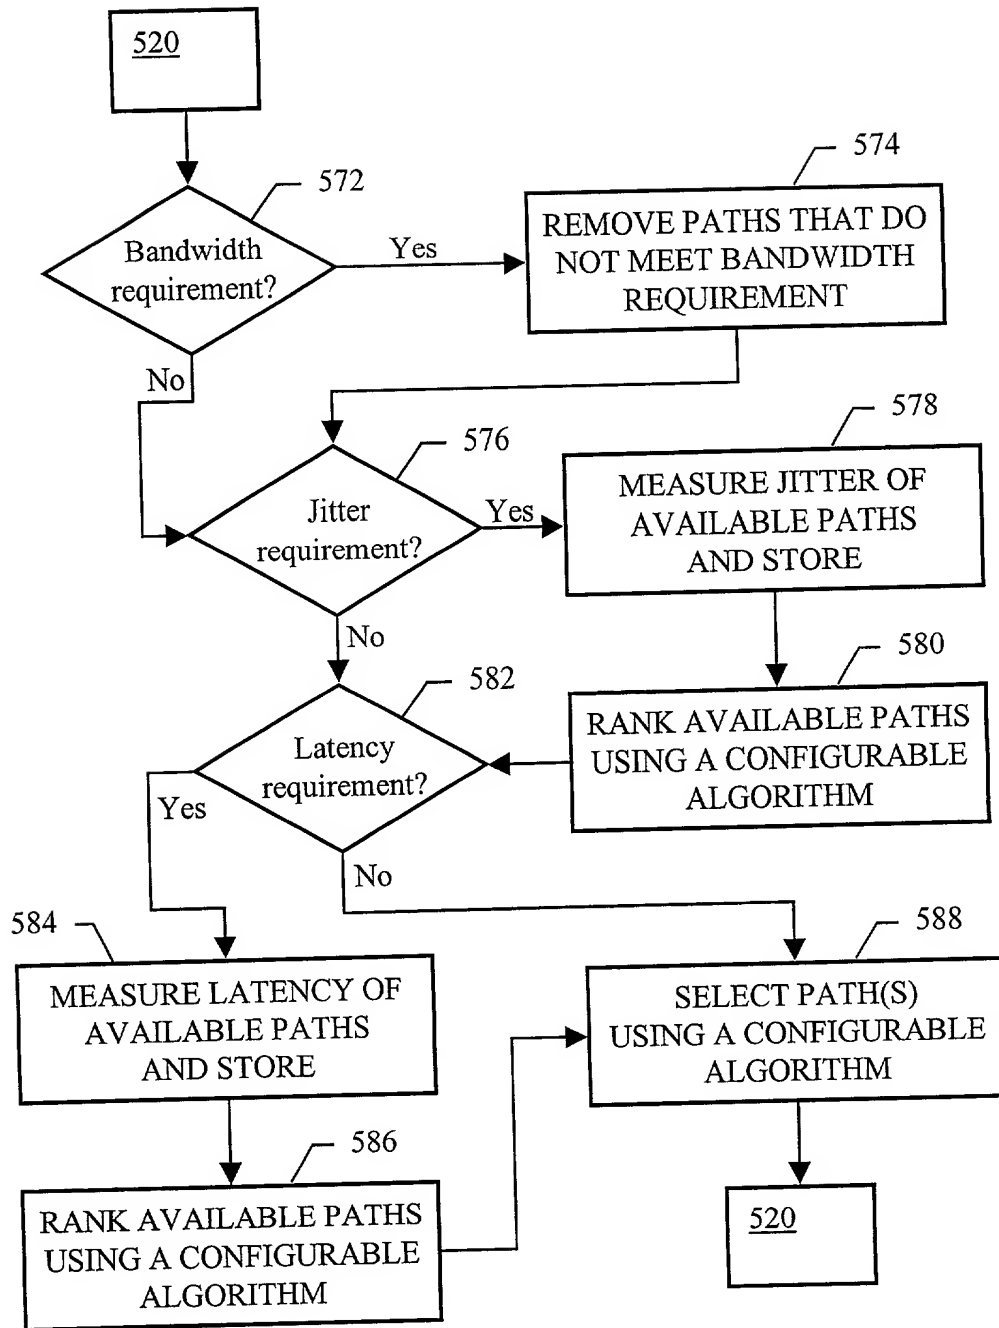 520
572
Bandwidth
requirement?
Yes
No
574
REMOVE PATHS THAT DO
NOT MEET BANDWIDTH
REQUIREMENT
576
Jitter
requirement?
Yes
No
578
MEASURE JITTER OF
AVAILABLE PATHS
AND STORE
580
RANK AVAILABLE PATHS
USING A CONFIGURABLE
ALGORITHM
582
Latency
requirement?
Yes
No
584
MEASURE LATENCY OF
AVAILABLE PATHS
AND STORE
586
RANK AVAILABLE PATHS
USING A CONFIGURABLE
ALGORITHM
588
SELECT PATH(S)
USING A CONFIGURABLE
ALGORITHM
520